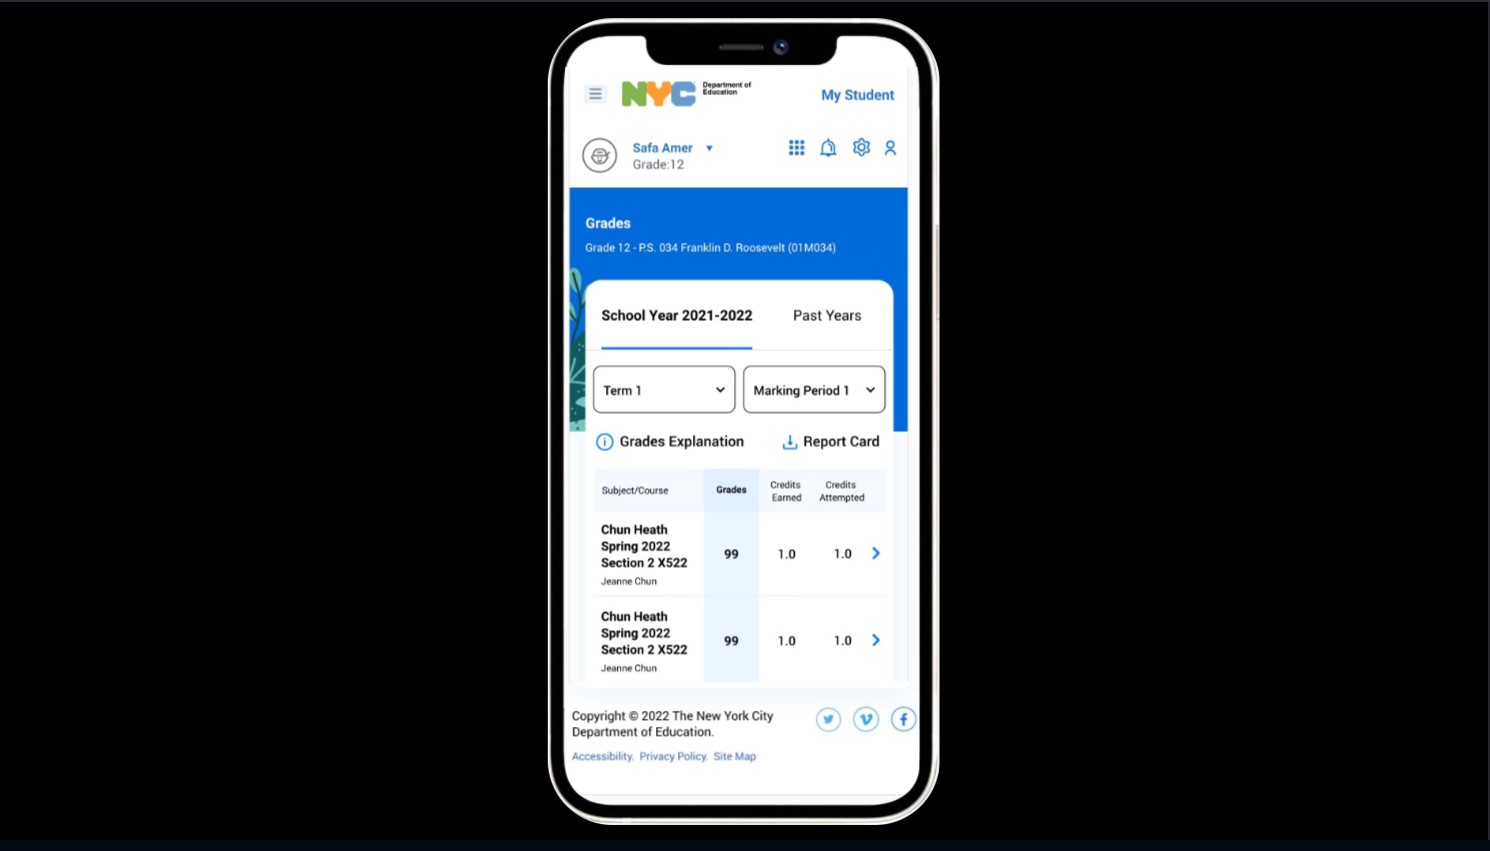 NYC Department of
Education
My Student
Safa Amer
Grade:12
Grades
Grade 12 - P.S. 034 Franklin D. Roosevelt (01M034)
School Year 2021-2022
Past Years
Term 1
Marking Period 1
Grades Explanation
Report Card
Subject/Course
Grades
Credits
Earned
Credits
Attempted
Chun Heath
Spring 2022
Section 2 X522
Jeanne Chun
99
1.0
1.0
Chun Heath
Spring 2022
Section 2 X522
Jeanne Chun
99
1.0
1.0
Copyright © 2022 The New York City
Department of Education.
Accessibility. Privacy Policy. Site Map